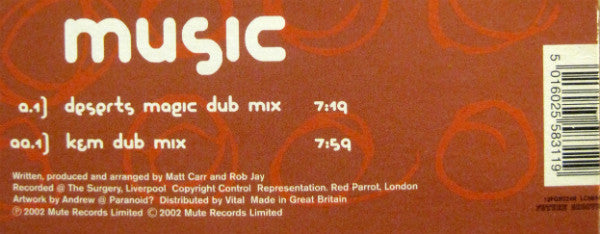 music
a.1) deserts magic dub mix 7:19
aa.1) kem dub mix 7:59
Written, produced and arranged by Matt Carr and Rob Jay
Recorded @ The Surgery, Liverpool Copyright Control Representation. Red Parrot, London
Artwork by Andrew @ Paranoid? Distributed by Vital Made in Great Britain
℗ 2002 Mute Records Limited © 2002 Mute Records Limited
5 016025 583119